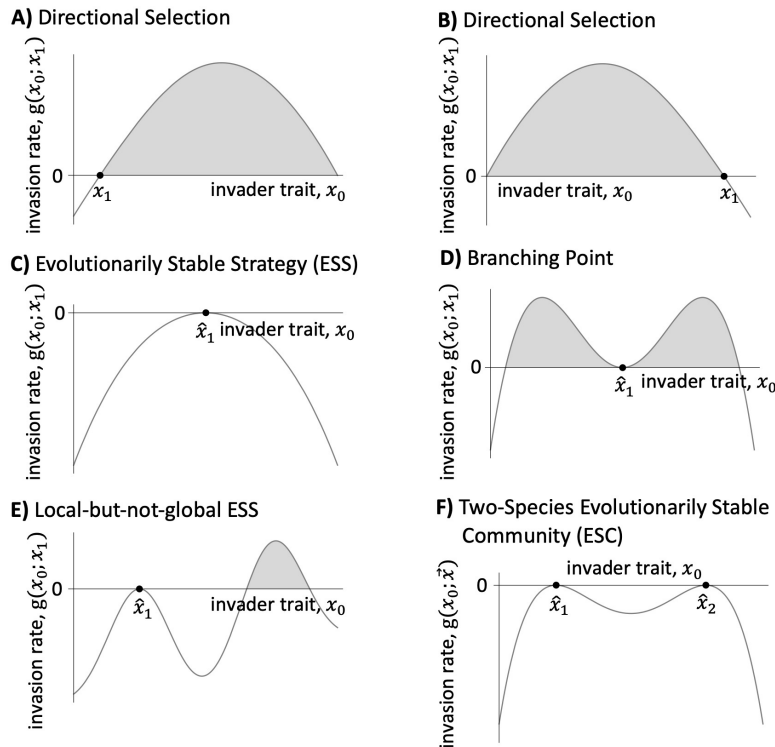 A) Directional Selection
invasion rate, g(x₀; x₁)
0
x₁
invader trait, x₀
B) Directional Selection
invasion rate, g(x₀; x₁)
0
invader trait, x₀
x₁
C) Evolutionarily Stable Strategy (ESS)
invasion rate, g(x₀; x₁)
0
x̂₁ invader trait, x₀
D) Branching Point
invasion rate, g(x₀; x₁)
0
x̂₁ invader trait, x₀
E) Local-but-not-global ESS
invasion rate, g(x₀; x₁)
0
x̂₁
invader trait, x₀
F) Two-Species Evolutionarily Stable
Community (ESC)
invasion rate, g(x₀; x̂)
0
invader trait, x₀
x̂₁
x̂₂